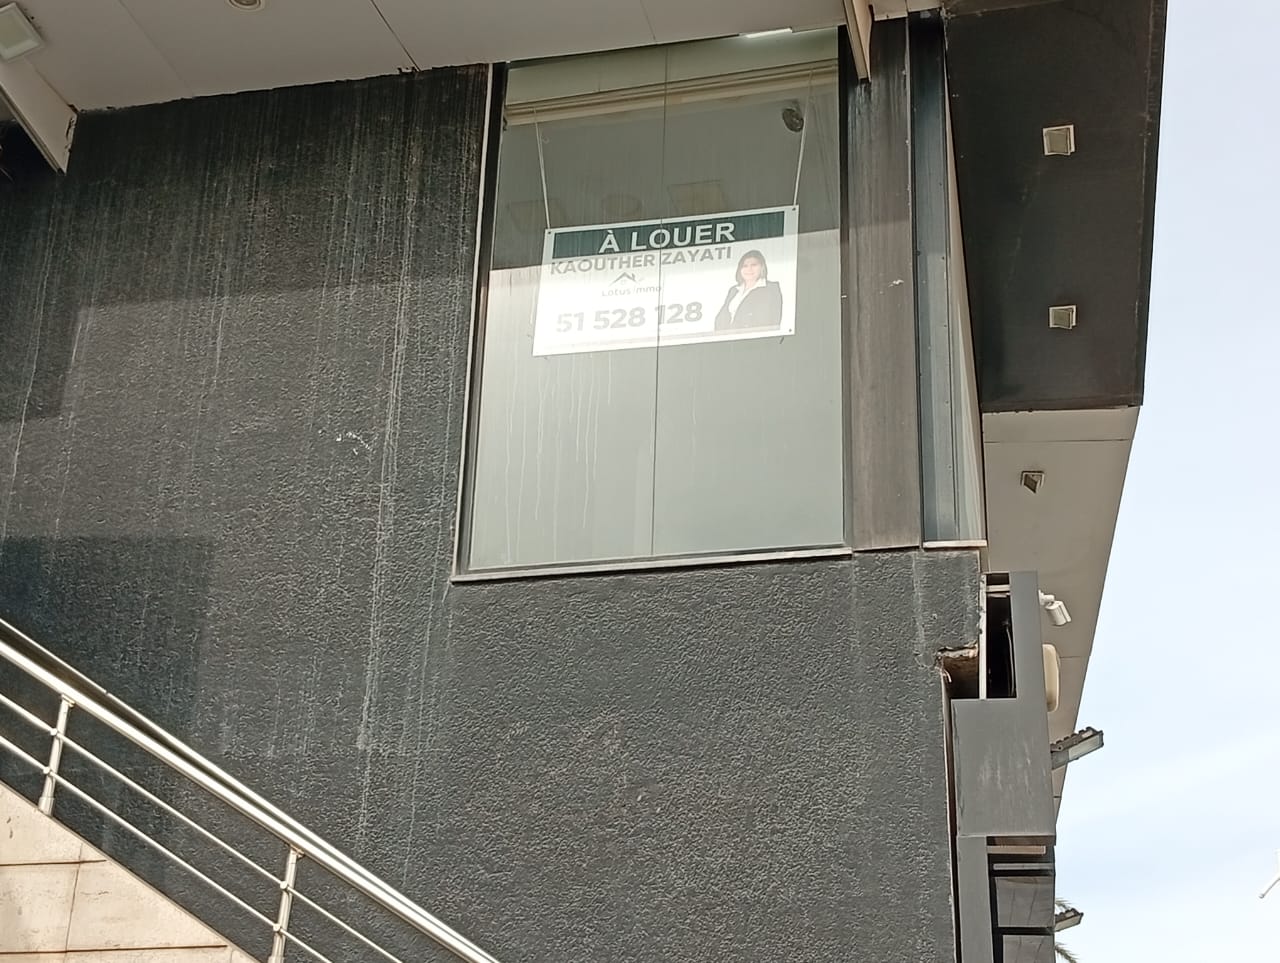 À LOUER
KAOUTHER ZAYATI
Lotus immo
51 528 128